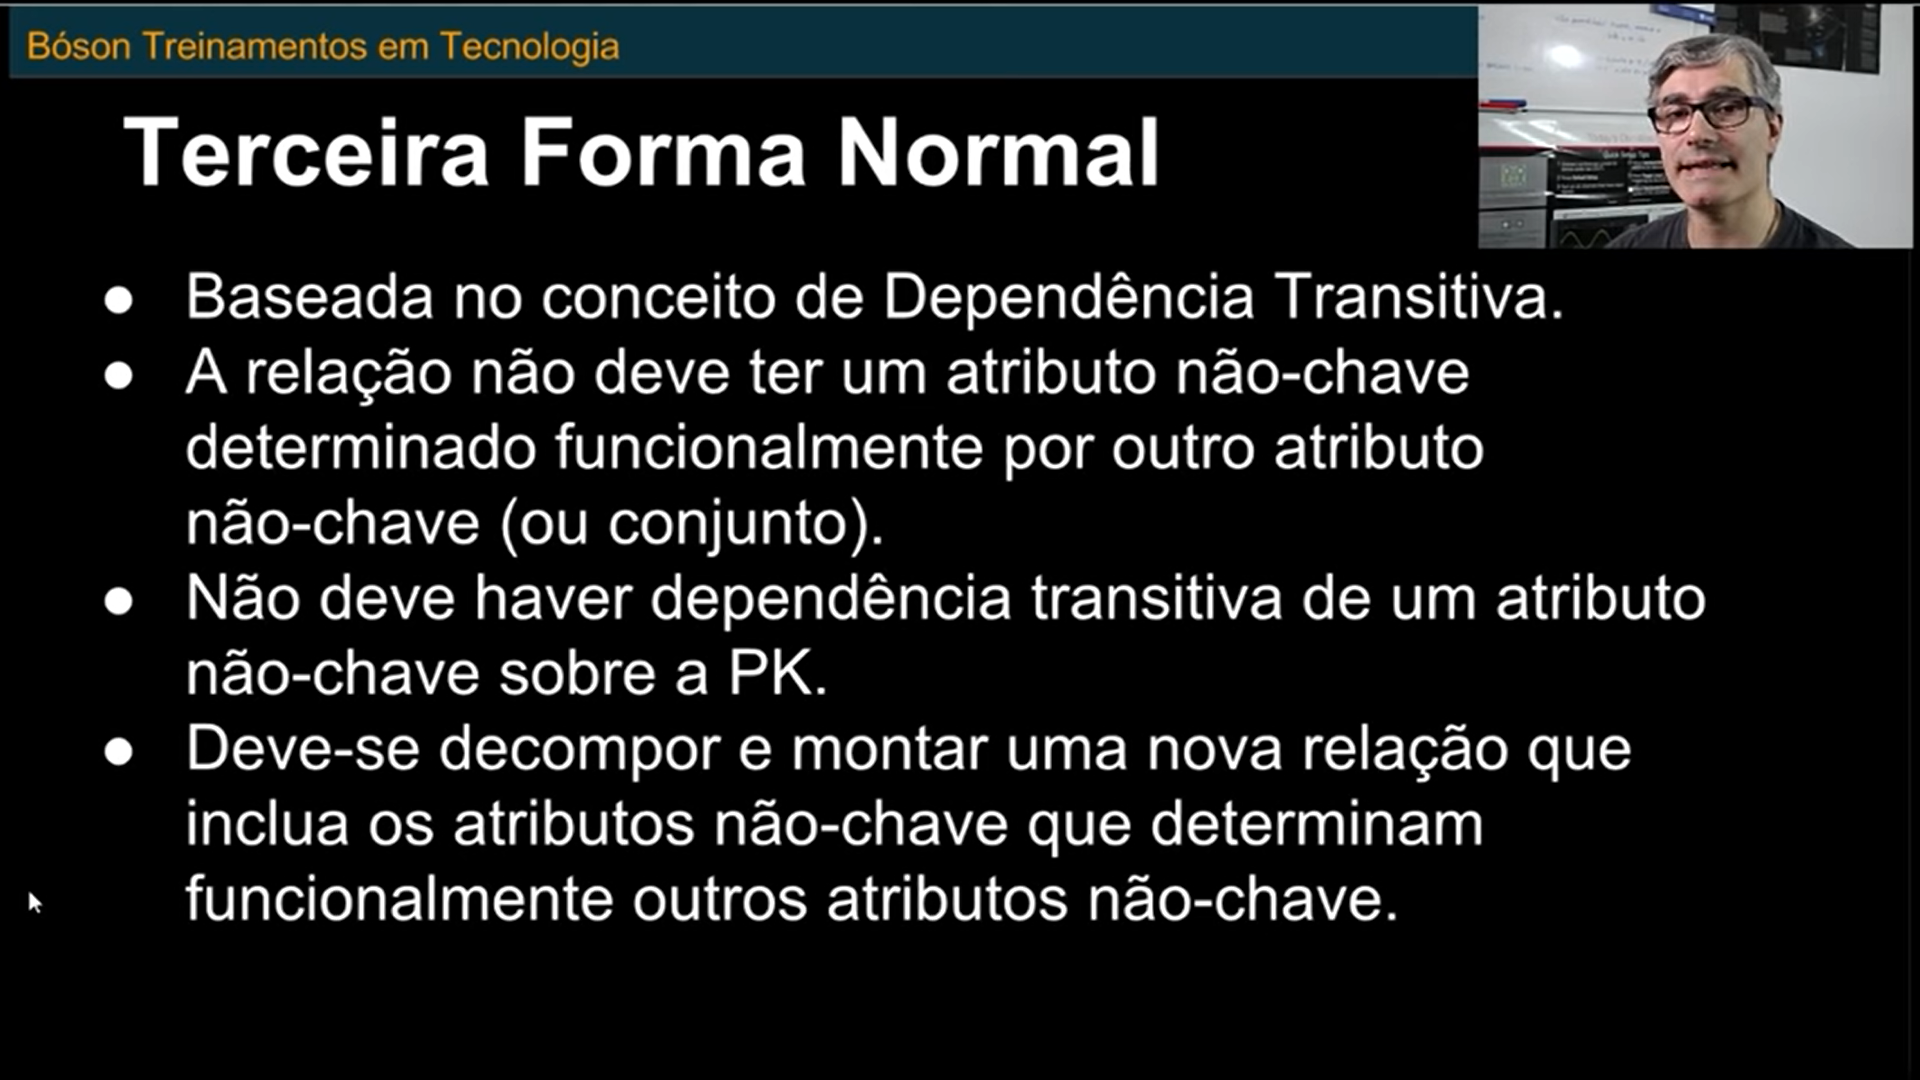 Bóson Treinamentos em Tecnologia
Terceira Forma Normal
● Baseada no conceito de Dependência Transitiva.
● A relação não deve ter um atributo não-chave
determinado funcionalmente por outro atributo
não-chave (ou conjunto).
● Não deve haver dependência transitiva de um atributo
não-chave sobre a PK.
● Deve-se decompor e montar uma nova relação que
inclua os atributos não-chave que determinam
funcionalmente outros atributos não-chave.